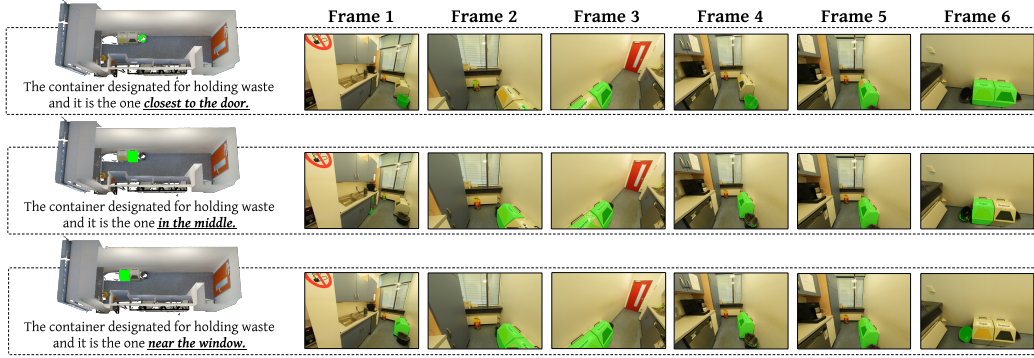 Frame 1 Frame 2 Frame 3 Frame 4 Frame 5 Frame 6
The container designated for holding waste
and it is the one closest to the door.
The container designated for holding waste
and it is the one in the middle.
The container designated for holding waste
and it is the one near the window.